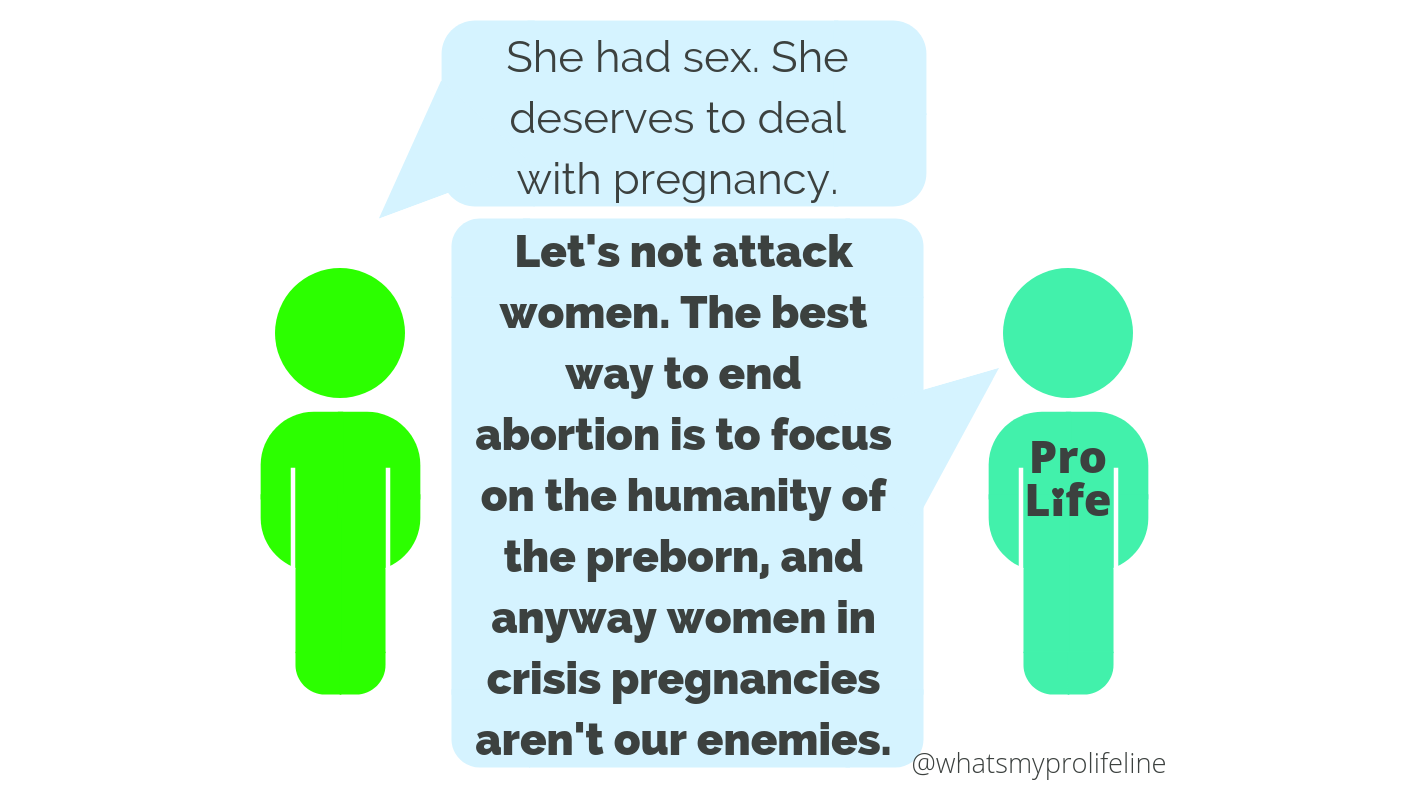 She had sex. She
deserves to deal
with pregnancy.
Let's not attack
women. The best
way to end
abortion is to focus
on the humanity of
the preborn, and
anyway women in
crisis pregnancies
aren't our enemies.
Pro
Life
@whatsmyprolifeline